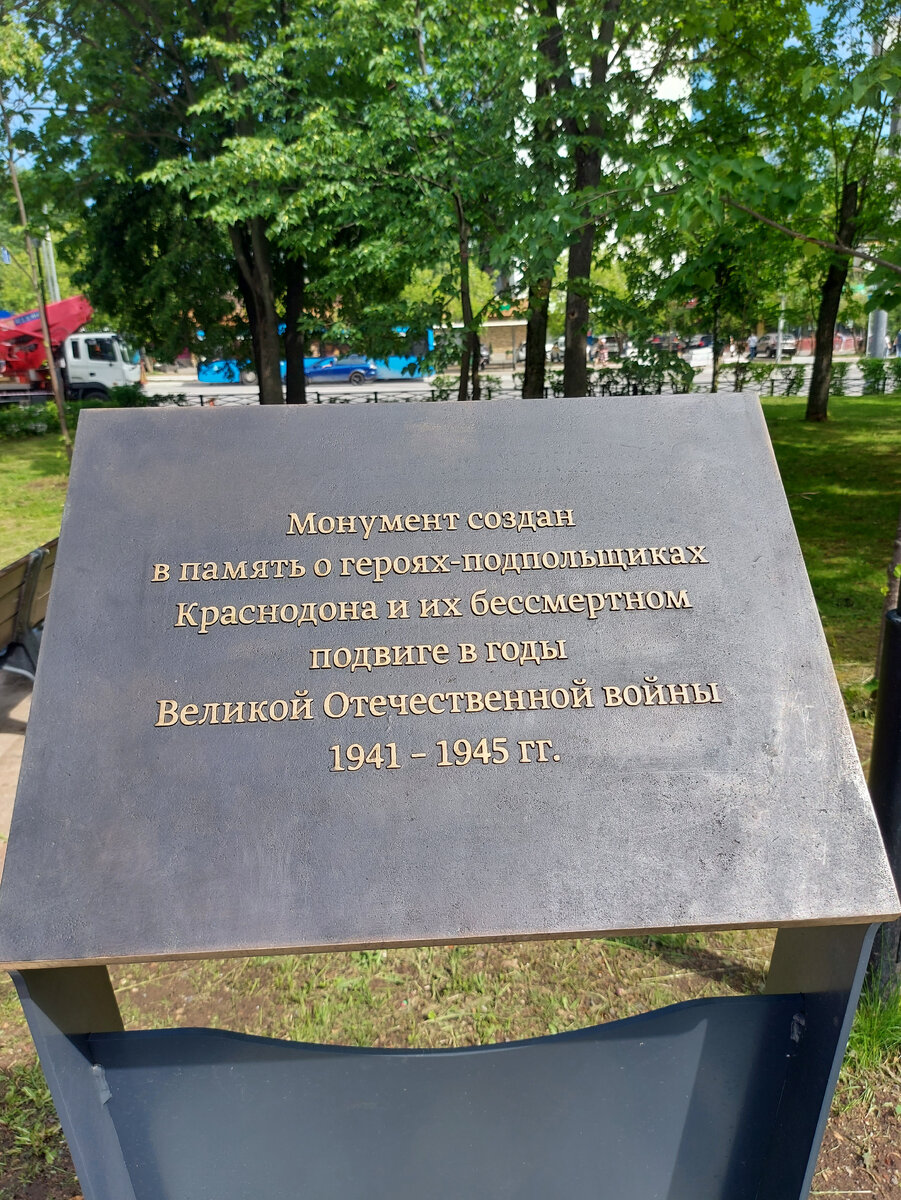 Монумент создан
в память о героях-подпольщиках
Краснодона и их бессмертном
подвиге в годы
Великой Отечественной войны
1941 – 1945 гг.